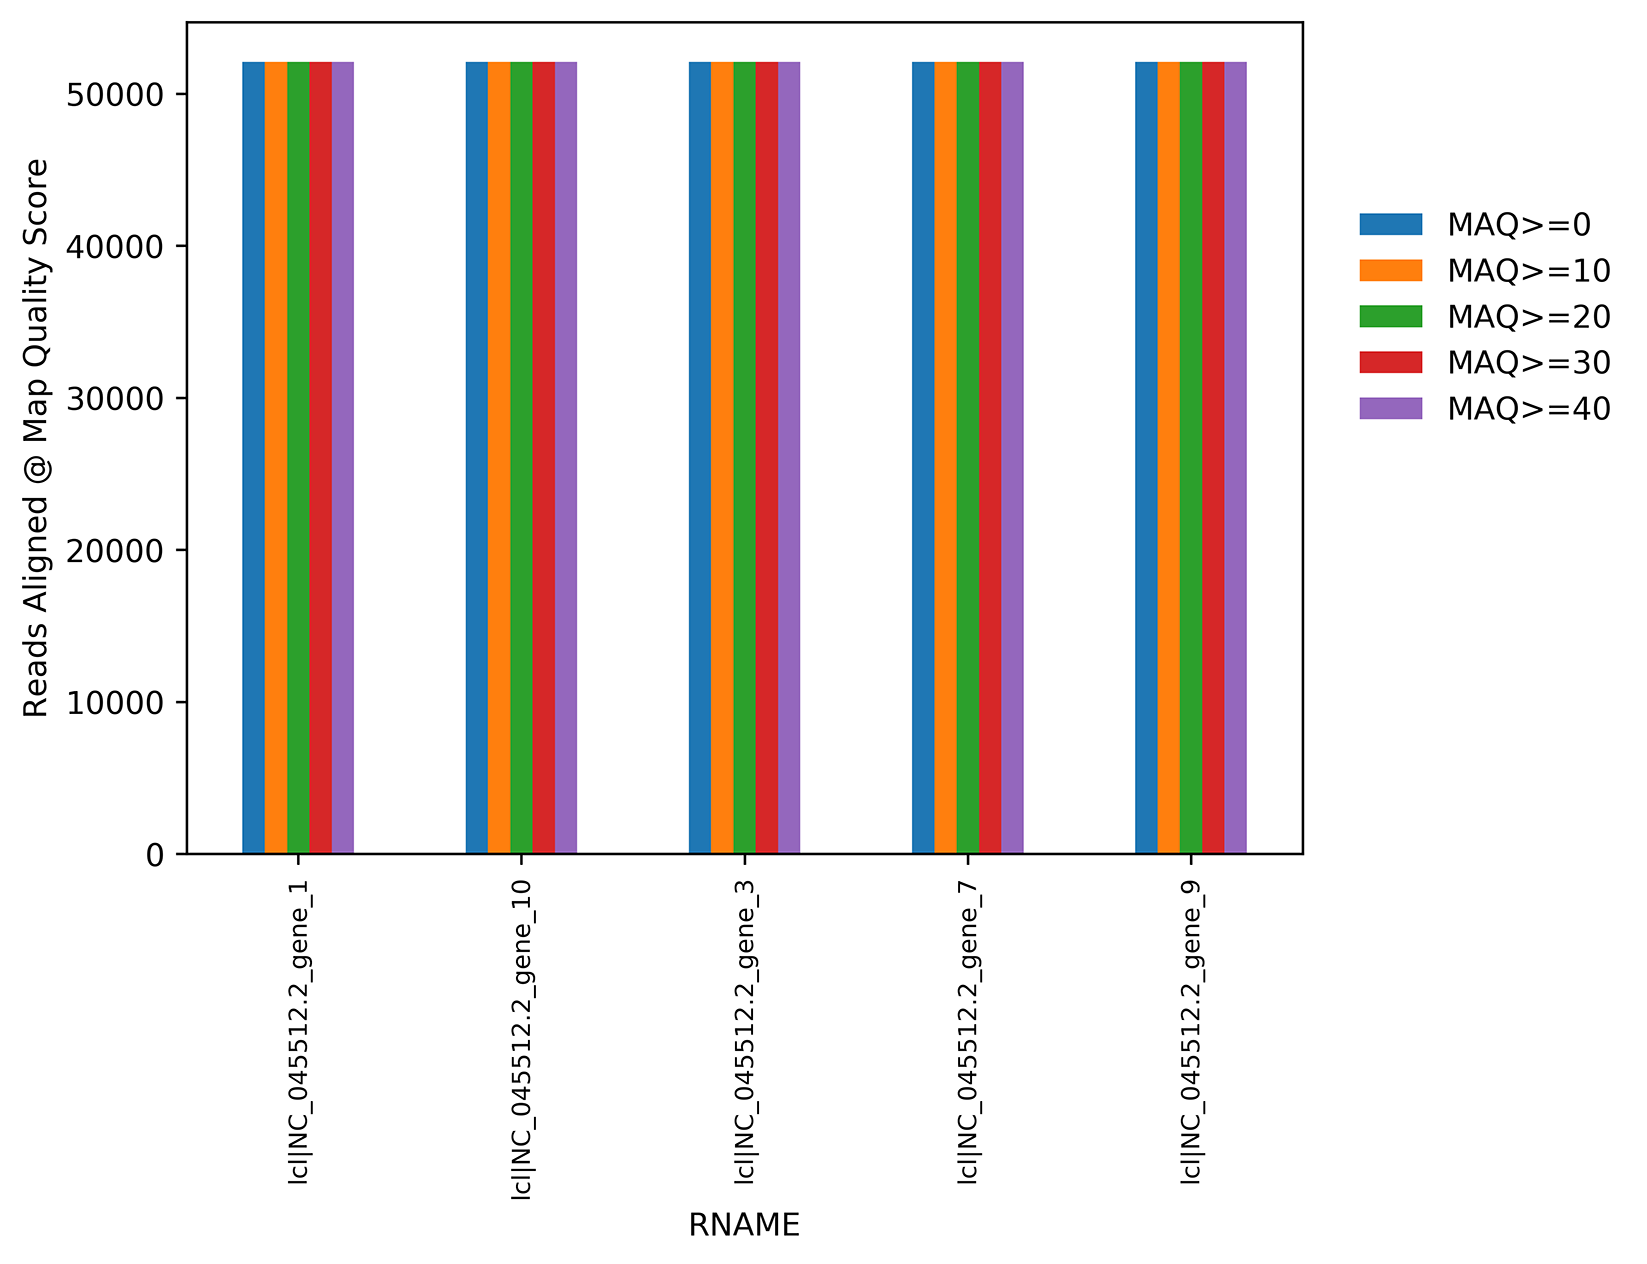 Reads Aligned @ Map Quality Score
50000
40000
30000
20000
10000
0
lcl|NC_045512.2_gene_1
lcl|NC_045512.2_gene_10
lcl|NC_045512.2_gene_3
lcl|NC_045512.2_gene_7
lcl|NC_045512.2_gene_9
RNAME
MAQ>=0
MAQ>=10
MAQ>=20
MAQ>=30
MAQ>=40